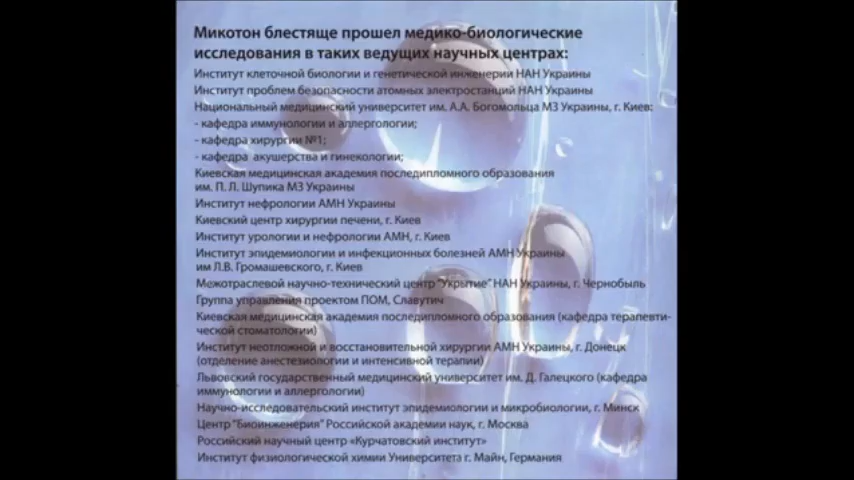 Микотон блестяще прошел медико-биологические
исследования в таких ведущих научных центрах:
Институт клеточной биологии и генетической инженерии НАН Украины
Институт проблем безопасности атомных электростанций НАН Украины
Национальный медицинский университет им. А.А. Богомольца МЗ Украины, г. Киев:
- кафедра иммунологии и аллергологии;
- кафедра хирургии №1;
- кафедра акушерства и гинекологии;
Киевская медицинская академия последипломного образования
им. П. Л. Шупика МЗ Украины
Институт нефрологии АМН Украины
Киевский центр хирургии печени, г. Киев
Институт урологии и нефрологии АМН, г. Киев
Институт эпидемиологии и инфекционных болезней АМН Украины
им Л.В. Громашевского, г. Киев
Межотраслевой научно-технический центр "Укрытие" НАН Украины, г. Чернобыль
Группа управления проектом ПОМ, Славутич
Киевская медицинская академия последипломного образования (кафедра терапевти-
ческой стоматологии)
Институт неотложной и восстановительной хирургии АМН Украины, г. Донецк
(отделение анестезиологии и интенсивной терапии)
Львовский государственный медицинский университет им. Д. Галецкого (кафедра
иммунологии и аллергологии)
Научно-исследовательский институт эпидемиологии и микробиологии, г. Минск
Центр "Биоинженерия" Российской академии наук, г. Москва
Российский научный центр «Курчатовский институт»
Институт физиологической химии Университета г. Майн, Германия